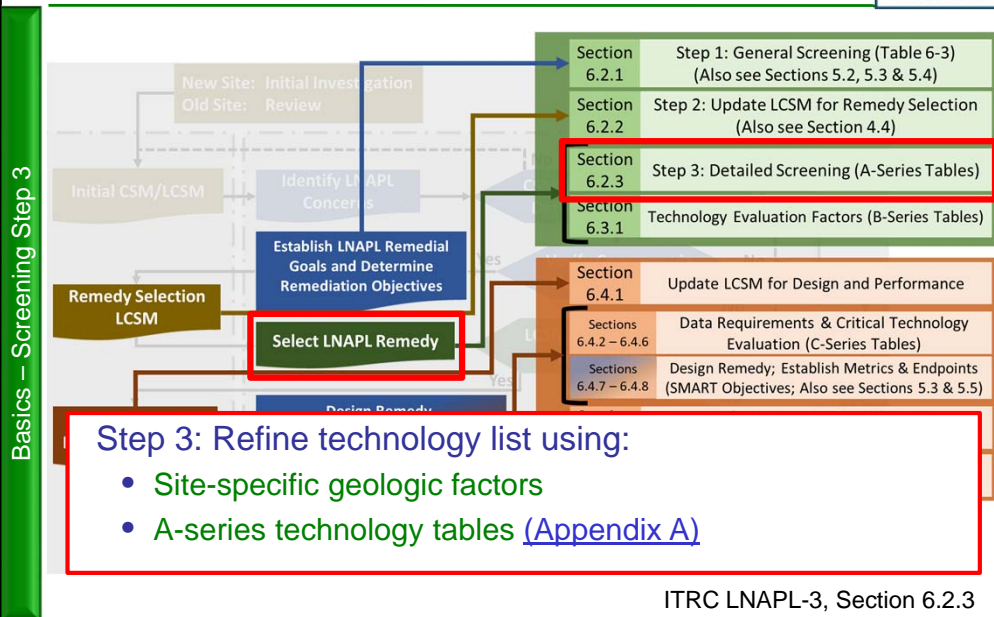 Basics – Screening Step 3
New Site: Initial Investigation
Old Site: Review
Initial CSM/LCSM
Identify LNAPL
Concerns
Establish LNAPL Remedial
Goals and Determine
Remediation Objectives
Yes
No
Remedy Selection
LCSM
Select LNAPL Remedy
Yes
Design Remedy
Section
6.2.1
Step 1: General Screening (Table 6-3)
(Also see Sections 5.2, 5.3 & 5.4)
Section
6.2.2
Step 2: Update LCSM for Remedy Selection
(Also see Section 4.4)
Section
6.2.3
Step 3: Detailed Screening (A-Series Tables)
Section
6.3.1
Technology Evaluation Factors (B-Series Tables)
Section
6.4.1
Update LCSM for Design and Performance
Sections
6.4.2 – 6.4.6
Data Requirements & Critical Technology
Evaluation (C-Series Tables)
Sections
6.4.7 – 6.4.8
Design Remedy; Establish Metrics & Endpoints
(SMART Objectives; Also see Sections 5.3 & 5.5)
Step 3: Refine technology list using:
• Site-specific geologic factors
• A-series technology tables (Appendix A)
ITRC LNAPL-3, Section 6.2.3